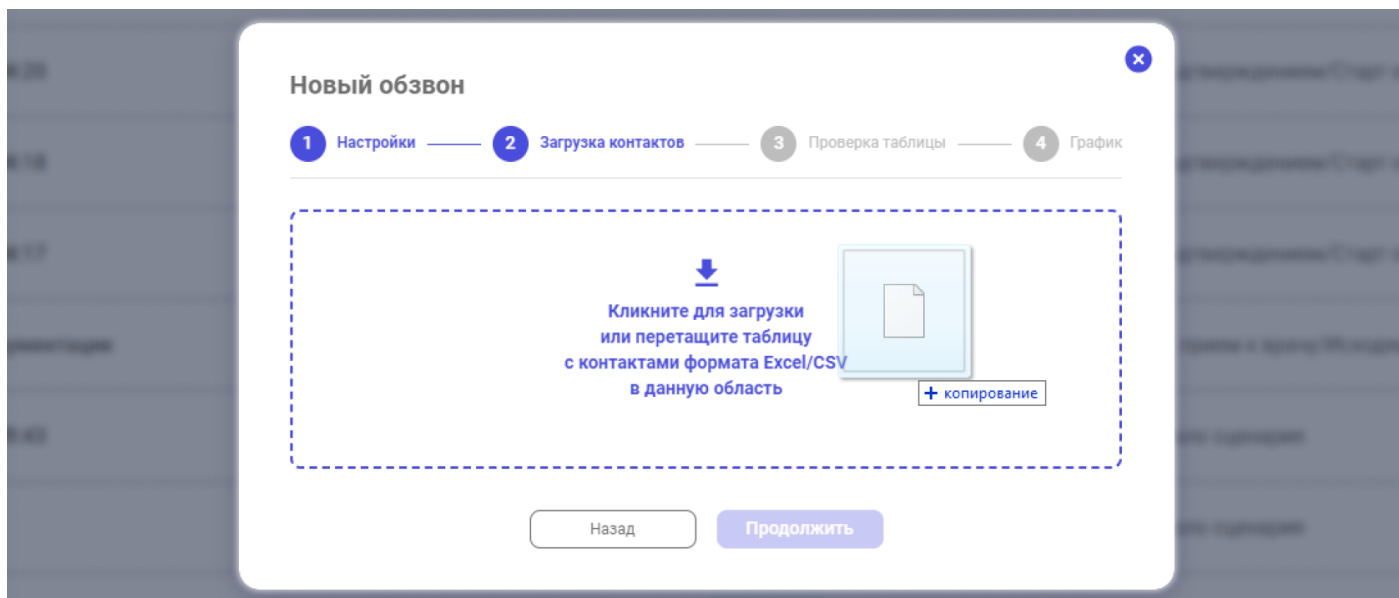 Новый обзвон
1 Настройки 2 Загрузка контактов 3 Проверка таблицы 4 График
Кликните для загрузки
или перетащите таблицу
с контактами формата Excel/CSV
в данную область
+ копирование
Назад Продолжить